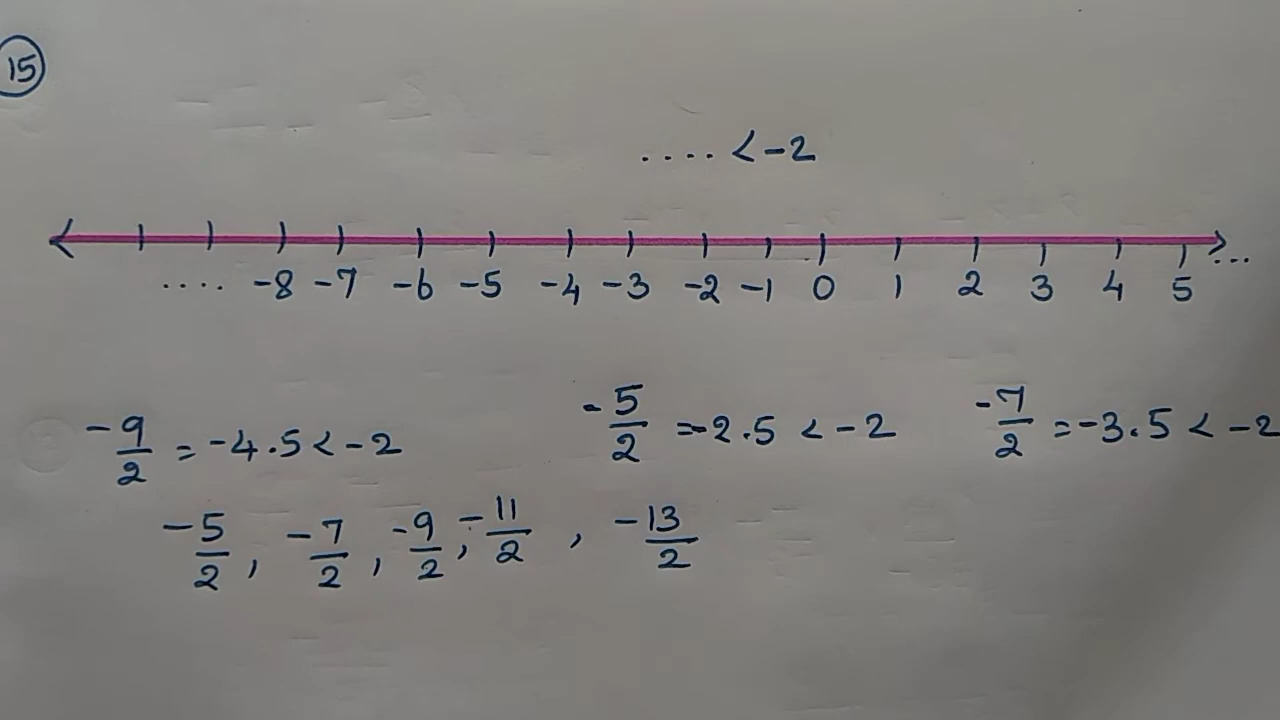 15
.... < -2
.... -8 -7 -6 -5 -4 -3 -2 -1 0 1 2 3 4 5 ...
-9/2 = -4.5 < -2    -5/2 = -2.5 < -2    -7/2 = -3.5 < -2
-5/2, -7/2, -9/2, -11/2, -13/2